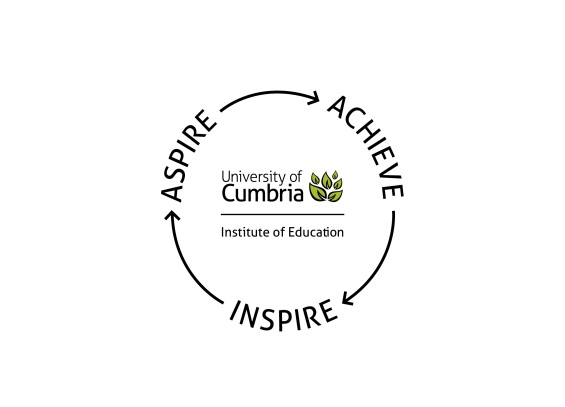 ASPIRE
ACHIEVE
INSPIRE
University of
Cumbria
Institute of Education